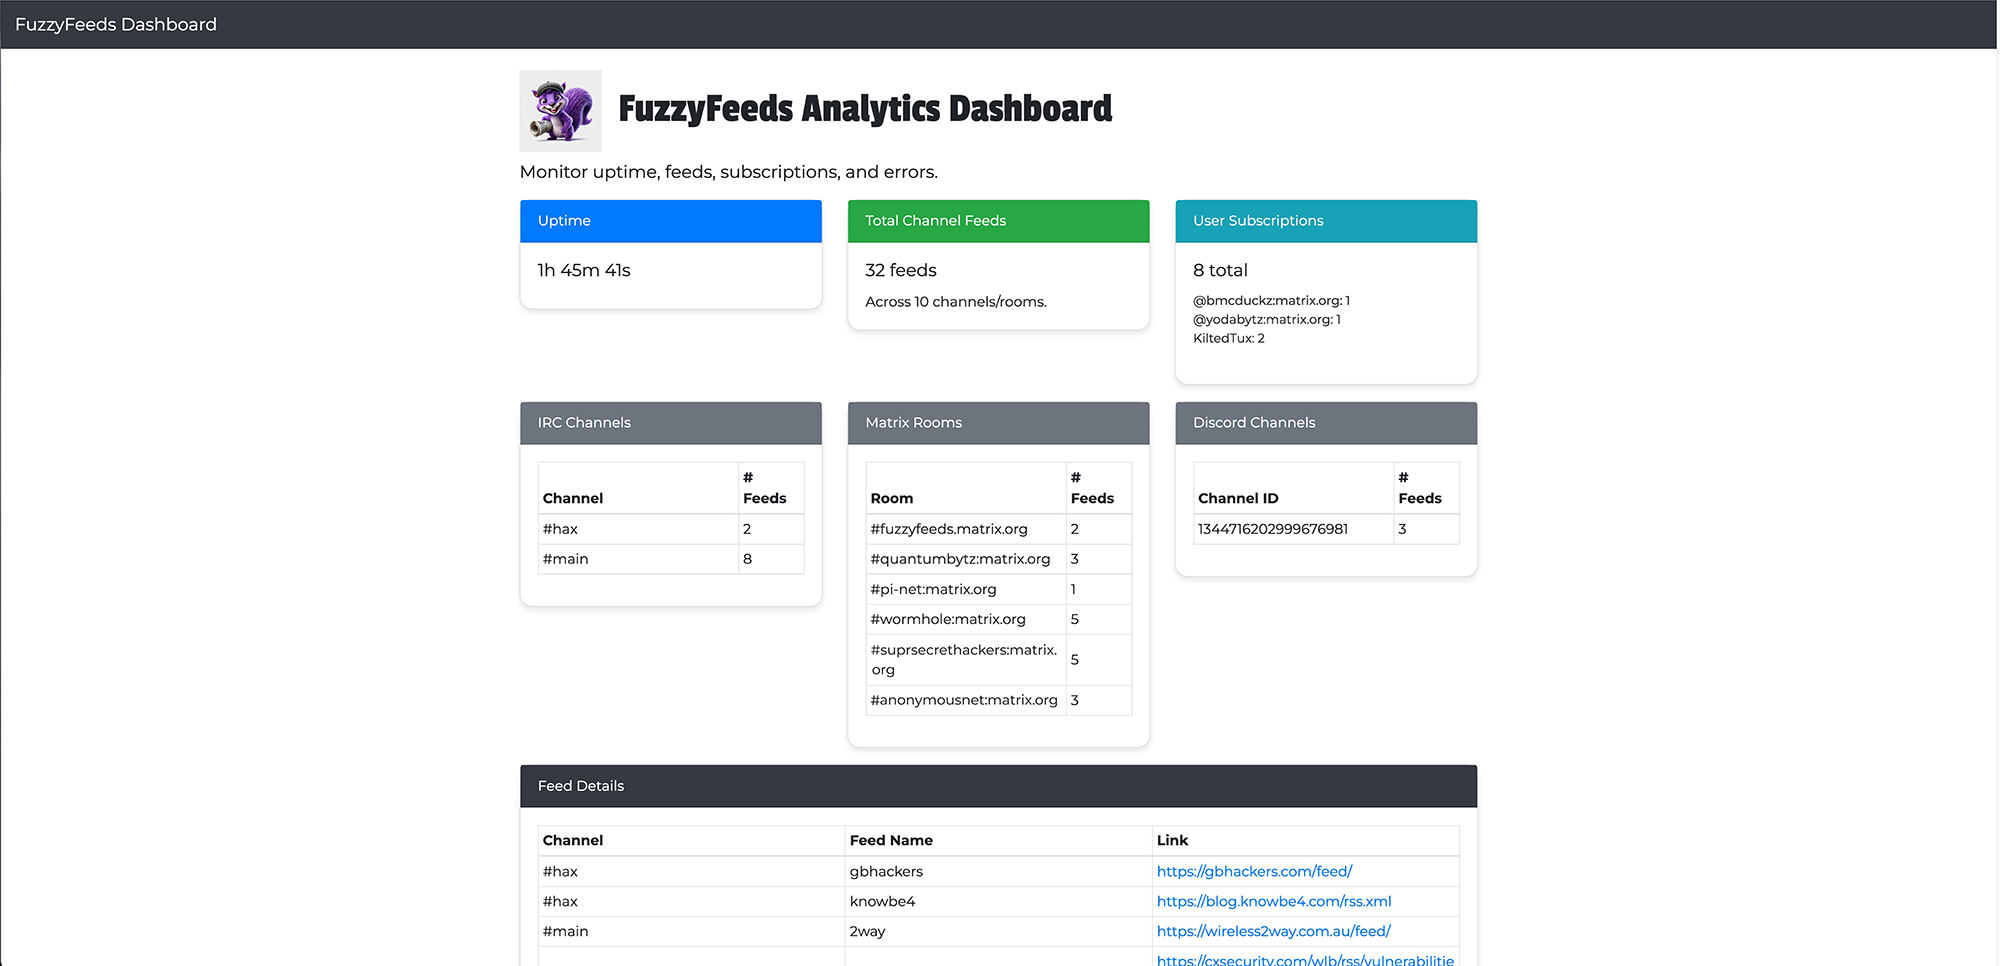 FuzzyFeeds Dashboard
FuzzyFeeds Analytics Dashboard
Monitor uptime, feeds, subscriptions, and errors.
Uptime
1h 45m 41s
Total Channel Feeds
32 feeds
Across 10 channels/rooms.
User Subscriptions
8 total
@bmcduckz:matrix.org: 1
@yodabytz:matrix.org: 1
KiltedTux: 2
IRC Channels
Channel # Feeds
#hax 2
#main 8
Matrix Rooms
Room # Feeds
#fuzzyfeeds.matrix.org 2
#quantumbytz:matrix.org 3
#pi-net:matrix.org 1
#wormhole:matrix.org 5
#suprsecrethackers:matrix.
org 5
#anonymousnet:matrix.org 3
Discord Channels
Channel ID # Feeds
1344716202999676981 3
Feed Details
Channel Feed Name Link
#hax gbhackers https://gbhackers.com/feed/
#hax knowbe4 https://blog.knowbe4.com/rss.xml
#main 2way https://wireless2way.com.au/feed/
https://cxsecurity.com/wlb/rss/vulnerabilitie